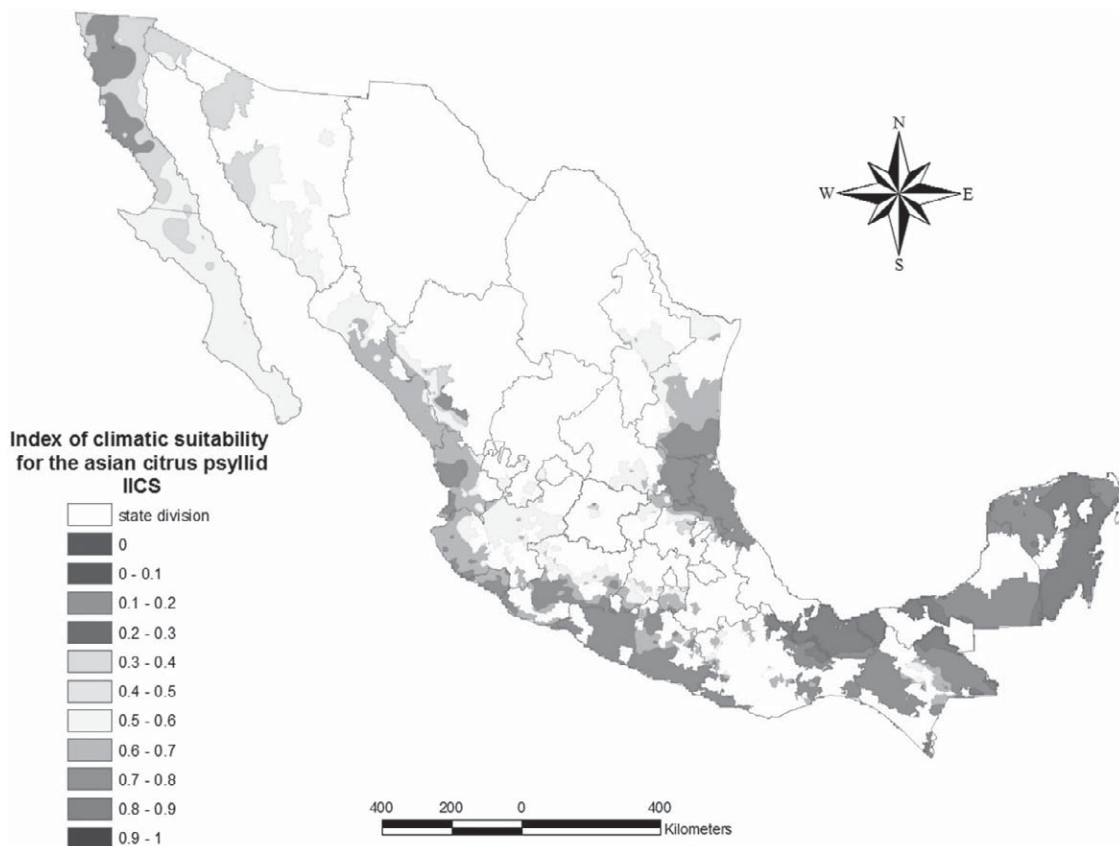 N
W
E
S
Index of climatic suitability
for the asian citrus psyllid
IICS
state division
0
0 - 0.1
0.1 - 0.2
0.2 - 0.3
0.3 - 0.4
0.4 - 0.5
0.5 - 0.6
0.6 - 0.7
0.7 - 0.8
0.8 - 0.9
0.9 - 1
400 200 0 400
Kilometers